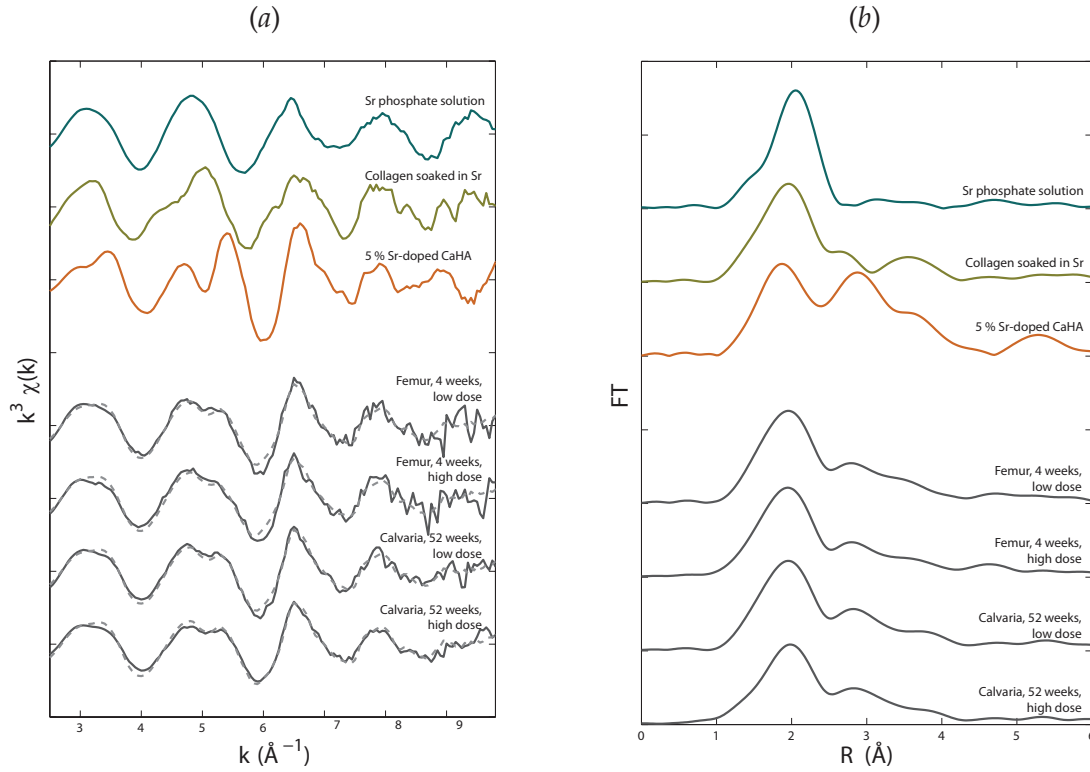 (a)
Sr phosphate solution
Collagen soaked in Sr
5 % Sr-doped CaHA
Femur, 4 weeks,
low dose
Femur, 4 weeks,
high dose
Calvaria, 52 weeks,
low dose
Calvaria, 52 weeks,
high dose
k³ χ(k)
3 4 5 6 7 8 9
k (Å⁻¹)
(b)
Sr phosphate solution
Collagen soaked in Sr
5 % Sr-doped CaHA
Femur, 4 weeks,
low dose
Femur, 4 weeks,
high dose
Calvaria, 52 weeks,
low dose
Calvaria, 52 weeks,
high dose
FT
0 1 2 3 4 5 6
R (Å)